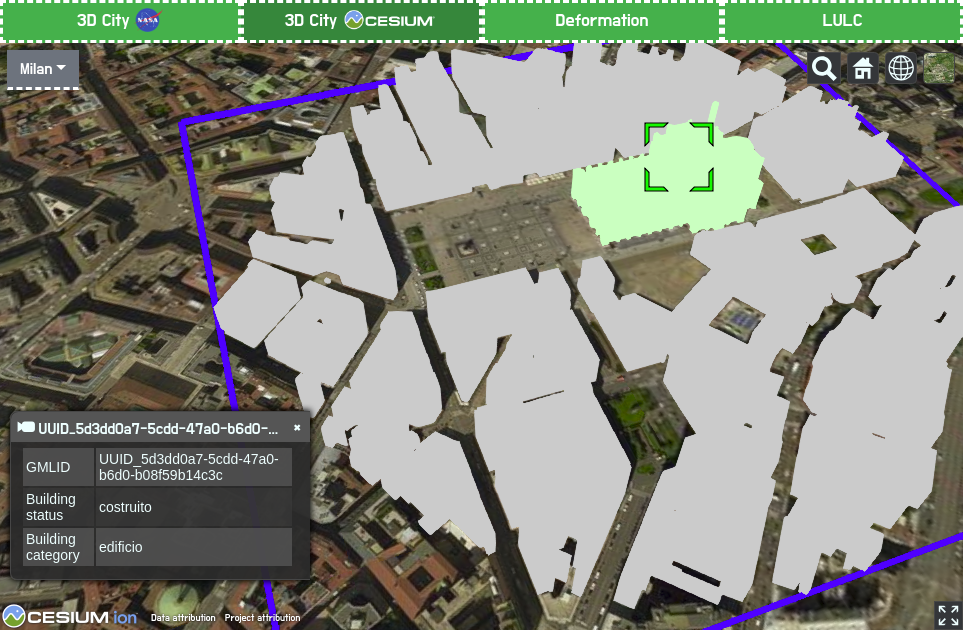 3D City NASA
3D City CESIUM
Deformation
LULC
Milan
UUID_5d3dd0a7-5cdd-47a0-b6d0-...
GMLID
UUID_5d3dd0a7-5cdd-47a0-
b6d0-b08f59b14c3c
Building
status
costruito
Building
category
edificio
CESIUM ion
Data attribution
Project attribution